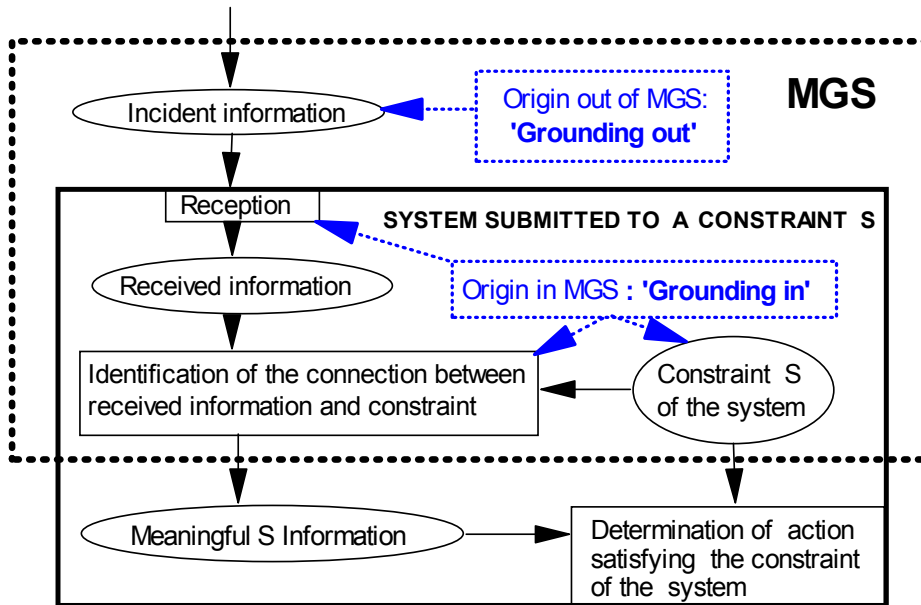 MGS
Origin out of MGS:
'Grounding out'
Incident information
Reception
SYSTEM SUBMITTED TO A CONSTRAINT S
Received information
Origin in MGS : 'Grounding in'
Identification of the connection between
received information and constraint
Constraint S
of the system
Meaningful S Information
Determination of action
satisfying the constraint
of the system